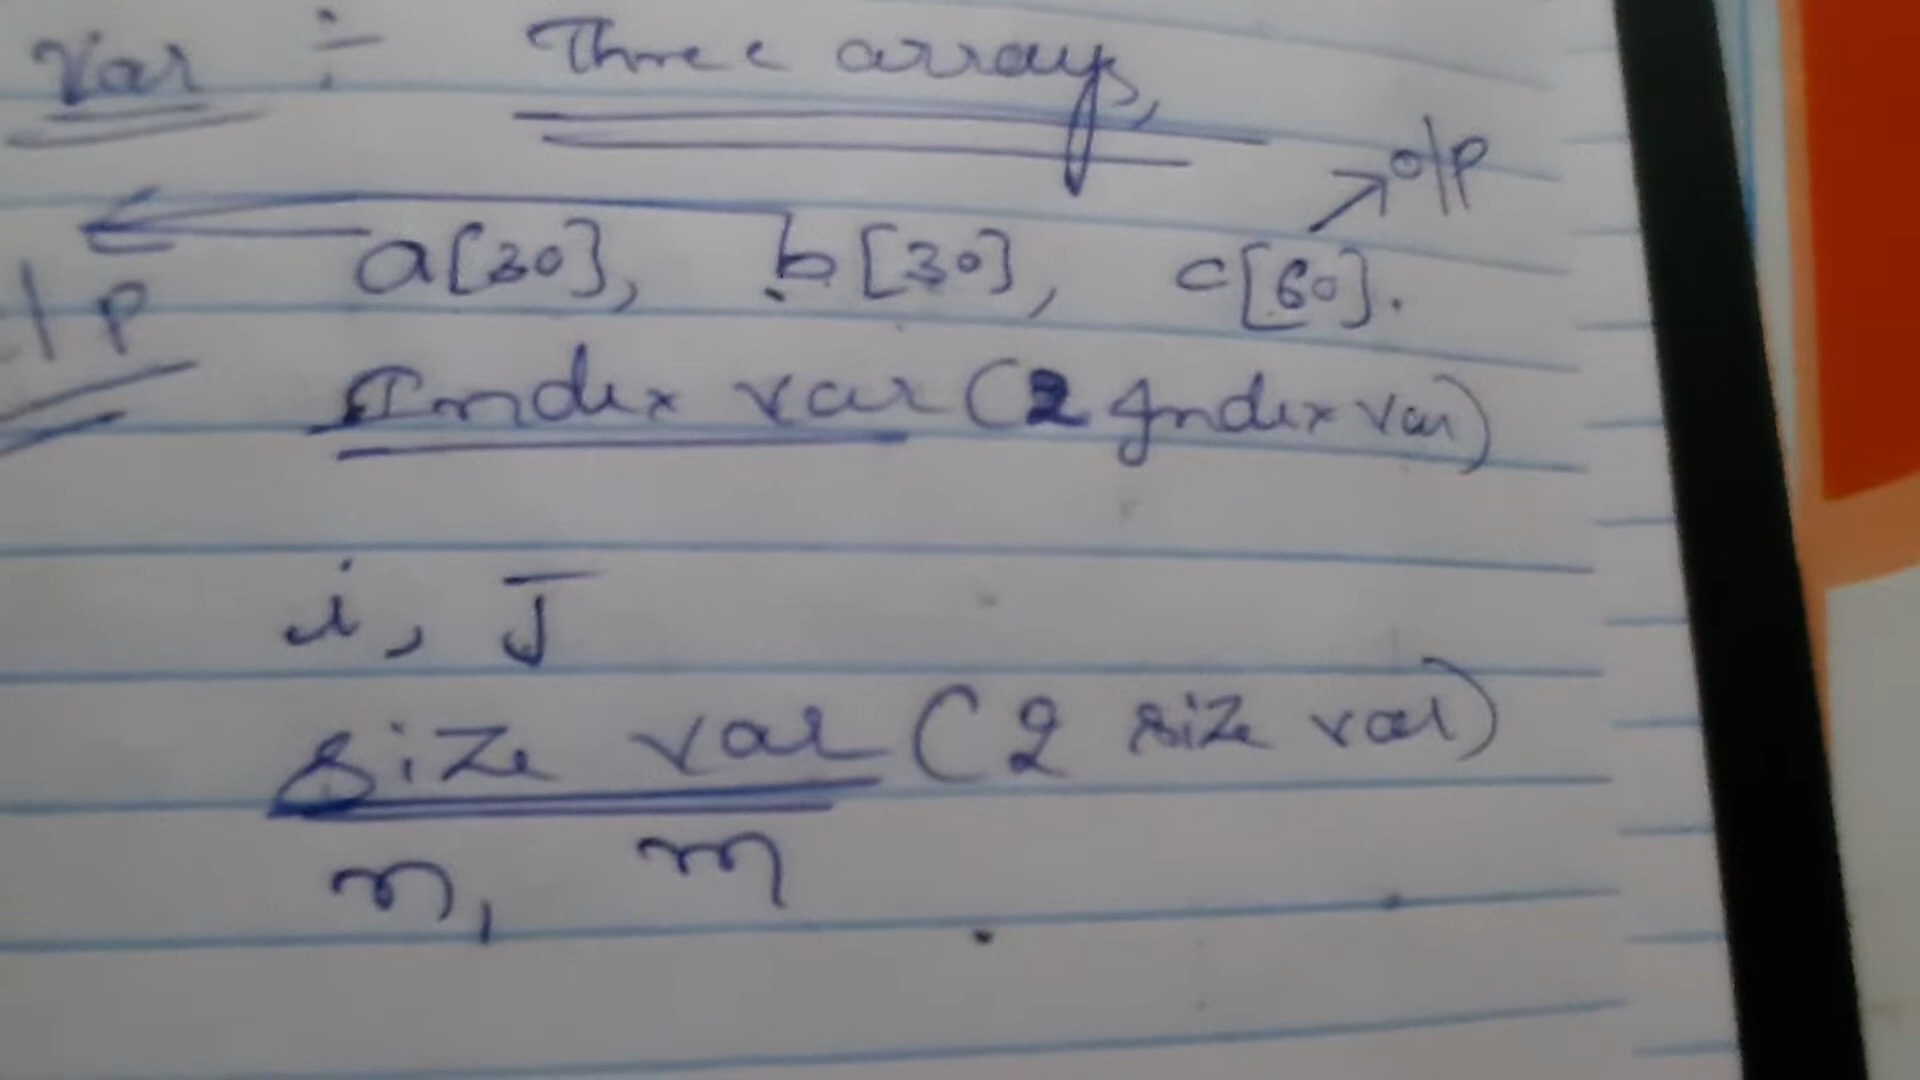 Var :- Three arrays,
o/p
a[30], b[30], c[60].
/p
Index var (2 Index var)
i, J
size var (2 size var)
n, m